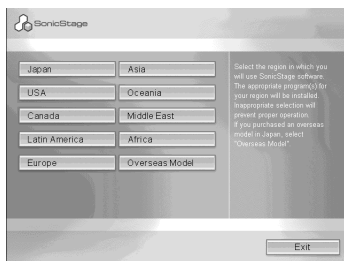 SonicStage
Japan
Asia
USA
Oceania
Canada
Middle East
Latin America
Africa
Europe
Overseas Model
Select the region in which you
will use SonicStage software.
The appropriate program(s) for
your region will be installed.
Inappropriate selection will
prevent proper operation.
If you purchased an overseas
model in Japan, select
"Overseas Model"
Exit